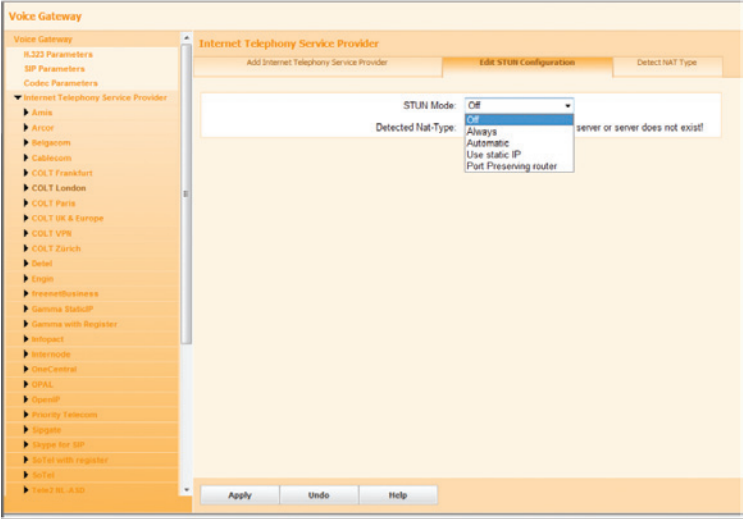 Voice Gateway
Voice Gateway
H.323 Parameters
SIP Parameters
Codec Parameters
Internet Telephony Service Provider
Amis
Arcor
Belgacom
Cablecom
COLT Frankfurt
COLT London
COLT Paris
COLT UK & Europe
COLT VPN
COLT Zürich
Detel
Engin
freenetBusiness
Gamma StaticIP
Gamma with Register
Infopact
Internode
OneCentral
OPAL
OpenIP
Priority Telecom
Sipgate
Skype for SIP
SoTel with register
SoTel
Internet Telephony Service Provider
Add Internet Telephony Service Provider
Edit STUN Configuration
Detect NAT Type
STUN Mode: Off
Detected Nat-Type: server or server does not exist!
Off
Always
Automatic
Use static IP
Port Preserving router
Apply Undo Help